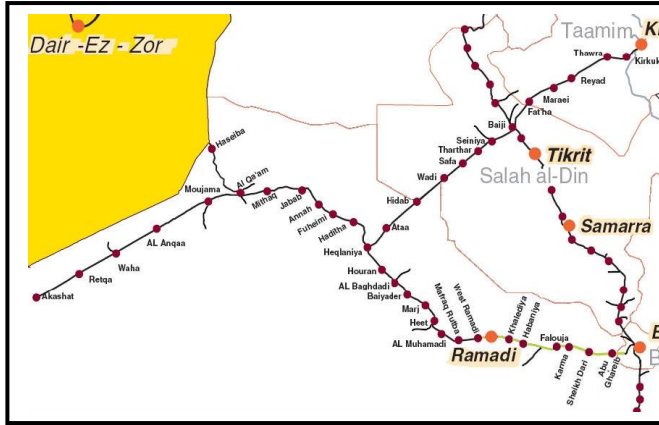 Dair -Ez - Zor
Taamim
Ki
Thawra
Kirkuk
Reyad
Maraei
Fat'ha
Baiji
Seiniya
Tharthar
Safa
Wadi
Tikrit
Salah al-Din
Haseiba
Al Qa'am
Moujama
Mithaq
Jabab
Annah
Fuheimi
Haditha
Hidab
Ataa
Samarra
AL Anqaa
Waha
Retqa
Akashat
Heqlaniya
Houran
AL Baghdadi
Baiyader
Marj
Heet
AL Muhamadi
Mafraq Rutba
West Ramadi
Ramadi
Khalediya
Habaniya
Falouja
Karma
Sheikh Dari
Abu
Ghareib
B